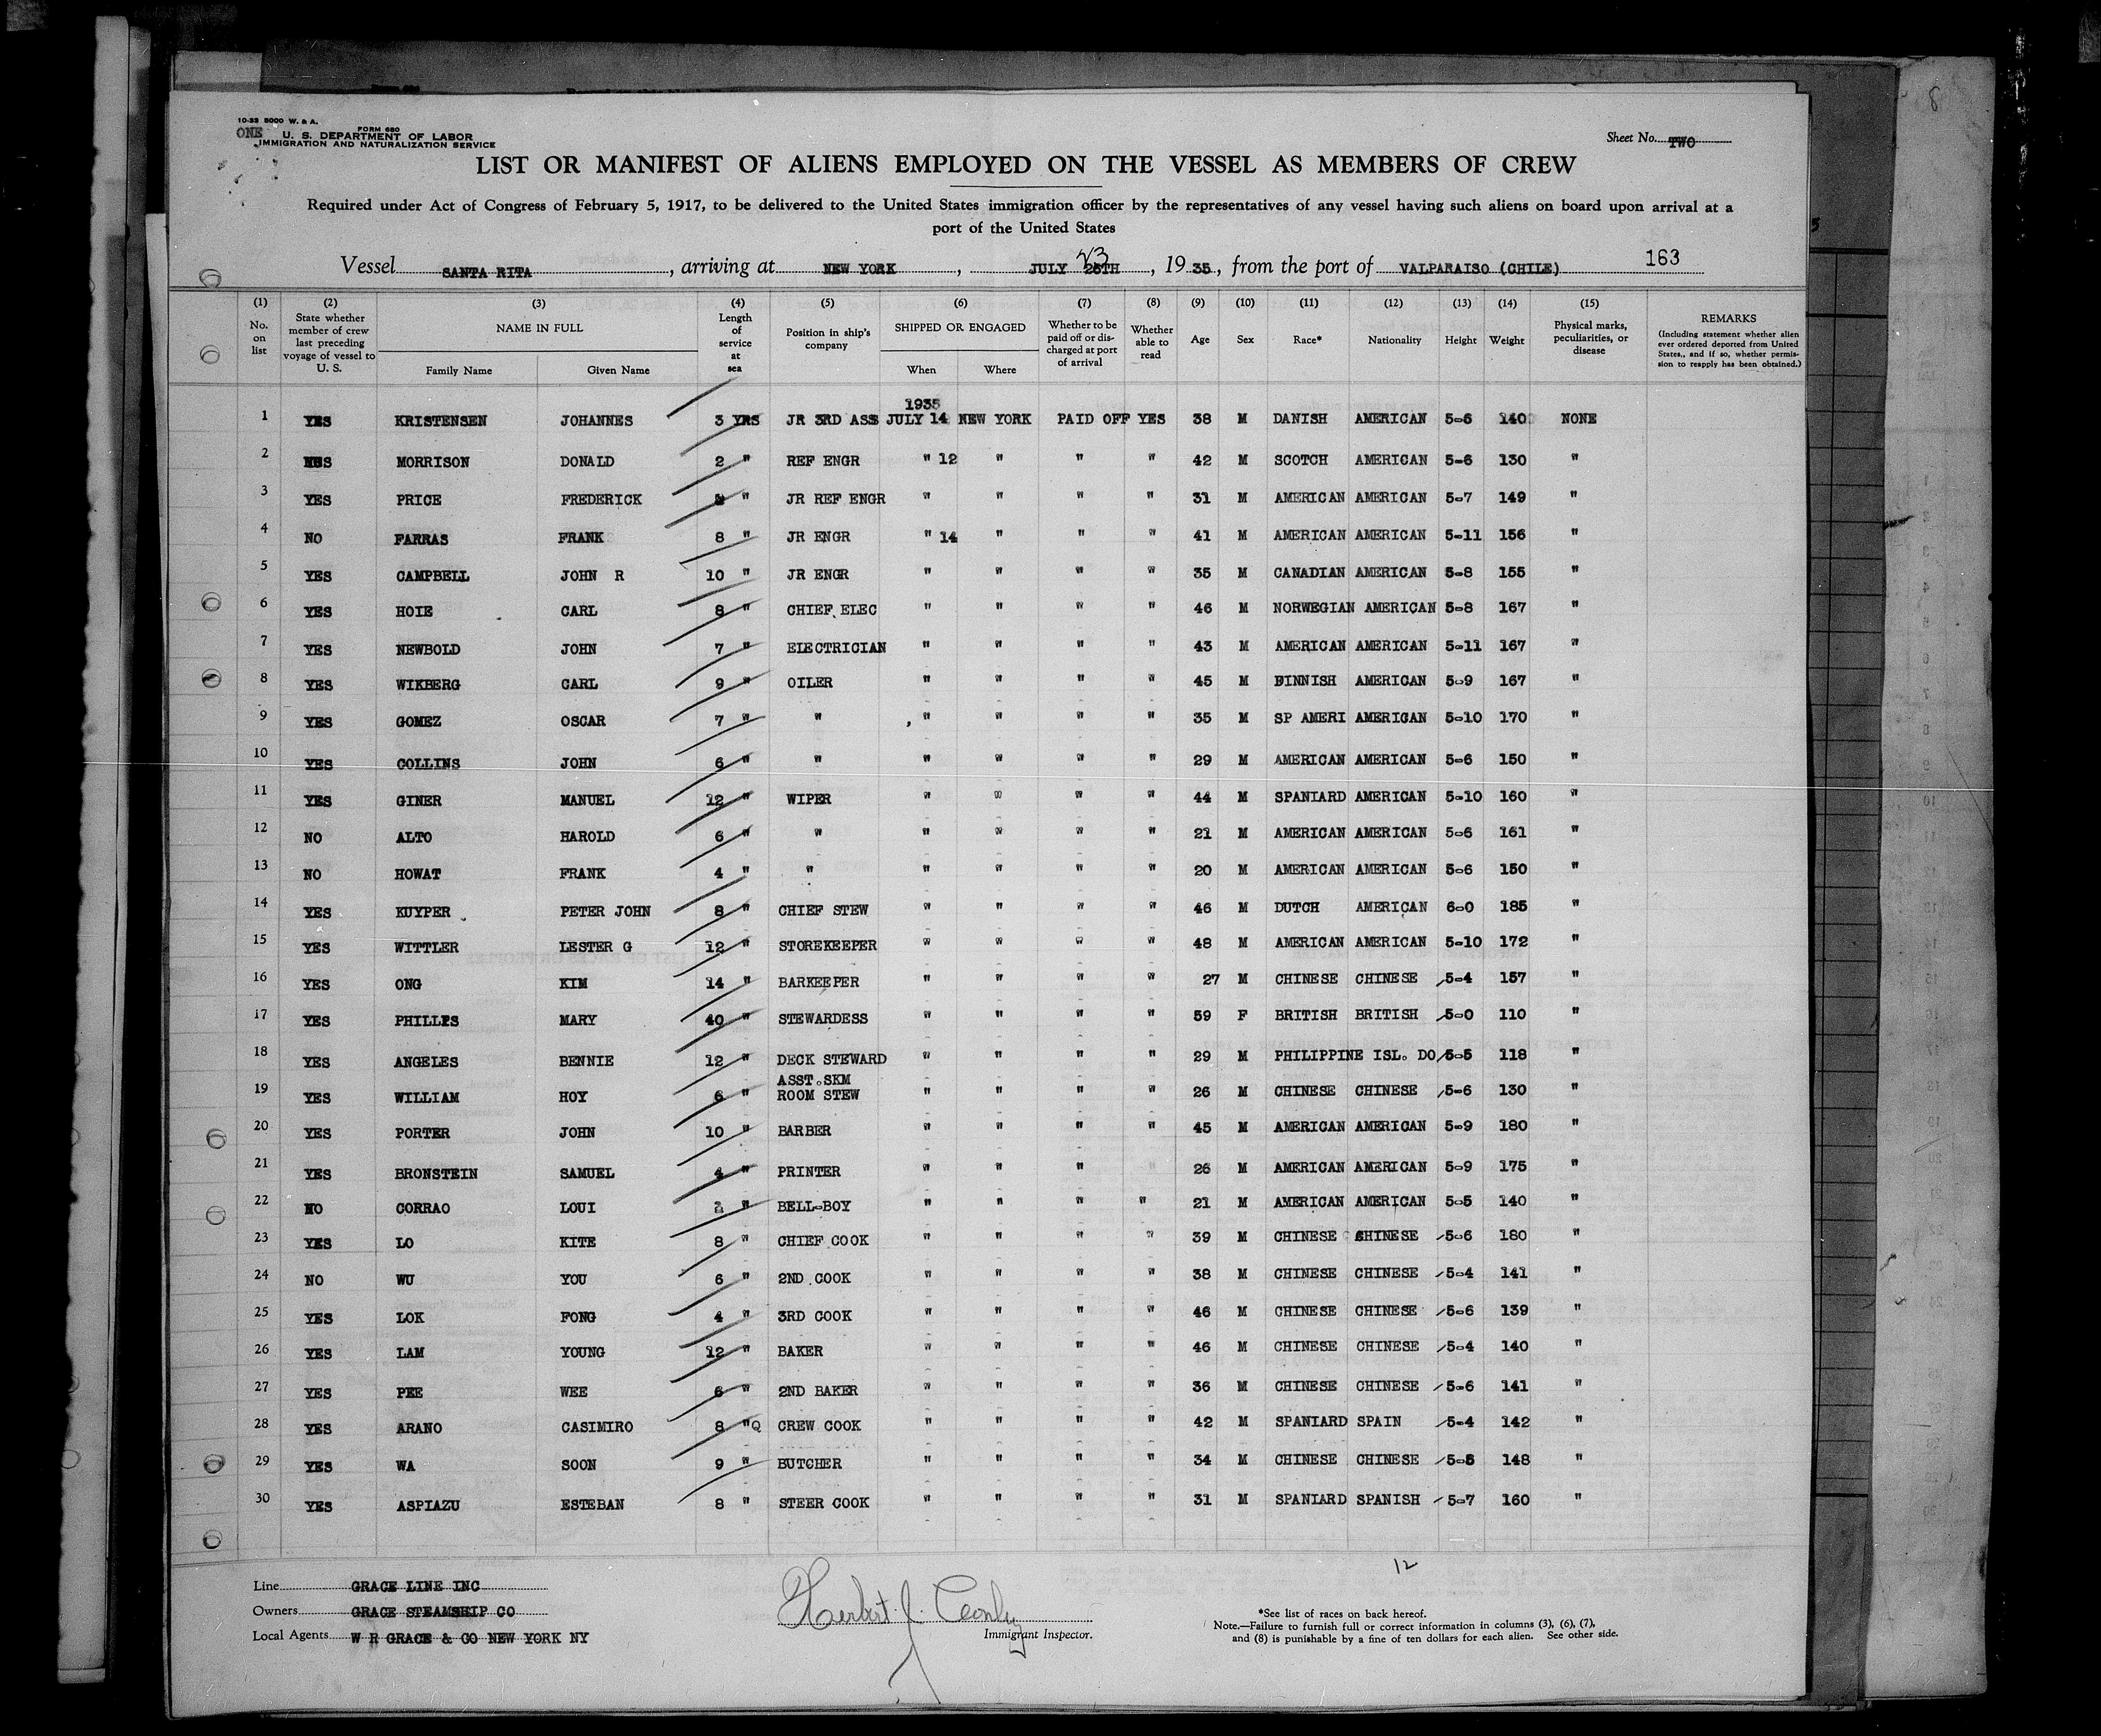 10-33 5000 W. & A.
FORM 680
ONE U. S. DEPARTMENT OF LABOR
IMMIGRATION AND NATURALIZATION SERVICE
Sheet No. TWO
LIST OR MANIFEST OF ALIENS EMPLOYED ON THE VESSEL AS MEMBERS OF CREW
Required under Act of Congress of February 5, 1917, to be delivered to the United States immigration officer by the representatives of any vessel having such aliens on board upon arrival at a
port of the United States
Vessel SANTA RITA, arriving at NEW YORK, JULY 23, 1935, from the port of VALPARAISO (CHILE) 163
(1) (2) (3) (4) (5) (6) (7) (8) (9) (10) (11) (12) (13) (14) (15)
No. on list | State whether member of crew last preceding voyage of vessel to U. S. | NAME IN FULL | Length of service at sea | Position in ship's company | SHIPPED OR ENGAGED | Whether to be paid off or discharged at port of arrival | Whether able to read | Age | Sex | Race* | Nationality | Height | Weight | Physical marks, peculiarities, or disease | REMARKS (Including statement whether alien ever ordered deported from United States., and if so, whether permission to reapply has been obtained.)
Family Name | Given Name | When | Where
1935
1 YES KRISTENSEN JOHANNES 3 YRS JR 3RD ASS JULY 14 NEW YORK PAID OFF YES 38 M DANISH AMERICAN 5-6 140 NONE
2 MORRISON DONALD 2 " REF ENGR " 12 " " " 42 M SCOTCH AMERICAN 5-6 130 "
3 YES PRICE FREDERICK " JR REF ENGR " " " " 31 M AMERICAN AMERICAN 5-7 149 "
4 NO FARRAS FRANK 8 " JR ENGR " 14 " " " 41 M AMERICAN AMERICAN 5-11 156 "
5 YES CAMPBELL JOHN R 10 " JR ENGR " " " " 35 M CANADIAN AMERICAN 5-8 155 "
6 YES HOIE CARL 8 " CHIEF ELEC " " " " 46 M NORWEGIAN AMERICAN 5-8 167 "
7 YES NEWBOLD JOHN 7 " ELECTRICIAN " " " " 43 M AMERICAN AMERICAN 5-11 167 "
8 YES WIKBERG CARL 9 " OILER " " " " 45 M FINNISH AMERICAN 5-9 167 "
9 YES GOMEZ OSCAR 7 " " " " " " 35 M SP AMERI AMERICAN 5-10 170 "
10 YES COLLINS JOHN 6 " " " " " " 29 M AMERICAN AMERICAN 5-6 150 "
11 YES GINER MANUEL 12 " WIPER " " " " 44 M SPANIARD AMERICAN 5-10 160 "
12 NO ALTO HAROLD 6 " " " " " " 21 M AMERICAN AMERICAN 5-6 161 "
13 NO HOWAT FRANK 4 " " " " " " 20 M AMERICAN AMERICAN 5-6 150 "
14 YES KUYPER PETER JOHN 8 " CHIEF STEW " " " " 46 M DUTCH AMERICAN 6-0 185 "
15 YES WITTLER LESTER G 12 " STOREKEEPER " " " " 48 M AMERICAN AMERICAN 5-10 172 "
16 YES ONG KIM 14 " BARKEEPER " " " " 27 M CHINESE CHINESE 5-4 157 "
17 YES PHILLPS MARY 40 " STEWARDESS " " " " 59 F BRITISH BRITISH 5-0 110 "
18 YES ANGELES BENNIE 12 " DECK STEWARD " " " " 29 M PHILIPPINE ISL. DO 5-5 118 "
19 YES WILLIAM HOY 6 " ASST.SKM ROOM STEW " " " " 26 M CHINESE CHINESE 5-6 130 "
20 YES PORTER JOHN 10 " BARBER " " " " 45 M AMERICAN AMERICAN 5-9 180 "
21 YES BRONSTEIN SAMUEL 4 " PRINTER " " " " 26 M AMERICAN AMERICAN 5-9 175 "
22 NO CORRAO LOUI " BELL-BOY " " " " 21 M AMERICAN AMERICAN 5-5 140 "
23 YES LO KITE 8 " CHIEF COOK " " " " 39 M CHINESE CHINESE 5-6 180 "
24 NO WU YOU 6 " 2ND COOK " " " " 38 M CHINESE CHINESE 5-4 141 "
25 YES LOK FONG 4 " 3RD COOK " " " " 46 M CHINESE CHINESE 5-6 139 "
26 YES LAM YOUNG 12 " BAKER " " " " 46 M CHINESE CHINESE 5-4 140 "
27 YES PEE WEE 6 " 2ND BAKER " " " " 36 M CHINESE CHINESE 5-6 141 "
28 YES ARANO CASIMIRO 8 "Q CREW COOK " " " " 42 M SPANIARD SPAIN 5-4 142 "
29 YES WA SOON 9 " BUTCHER " " " " 34 M CHINESE CHINESE 148 "
30 YES ASPIAZU ESTEBAN 8 " STEER COOK " " " " 31 M SPANIARD SPANISH 5-7 160 "
12
Line GRACE LINE INC
Owners GRACE STEAMSHIP CO
Local Agents W R GRACE & CO NEW YORK NY
Herbert J.
Immigrant Inspector.
*See list of races on back hereof.
Note.—Failure to furnish full or correct information in columns (3), (6), (7),
and (8) is punishable by a fine of ten dollars for each alien. See other side.